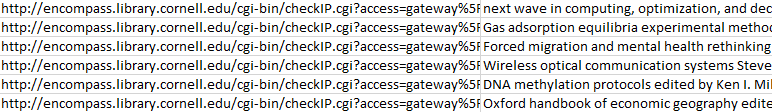 http://encompass.library.cornell.edu/cgi-bin/checkIP.cgi?access=gateway%5F next wave in computing, optimization, and dec
http://encompass.library.cornell.edu/cgi-bin/checkIP.cgi?access=gateway%5F Gas adsorption equilibria experimental metho
http://encompass.library.cornell.edu/cgi-bin/checkIP.cgi?access=gateway%5F Forced migration and mental health rethinking
http://encompass.library.cornell.edu/cgi-bin/checkIP.cgi?access=gateway%5F Wireless optical communication systems Steve
http://encompass.library.cornell.edu/cgi-bin/checkIP.cgi?access=gateway%5F DNA methylation protocols edited by Ken I. Mil
http://encompass.library.cornell.edu/cgi-bin/checkIP.cgi?access=gateway%5F Oxford handbook of economic geography edite